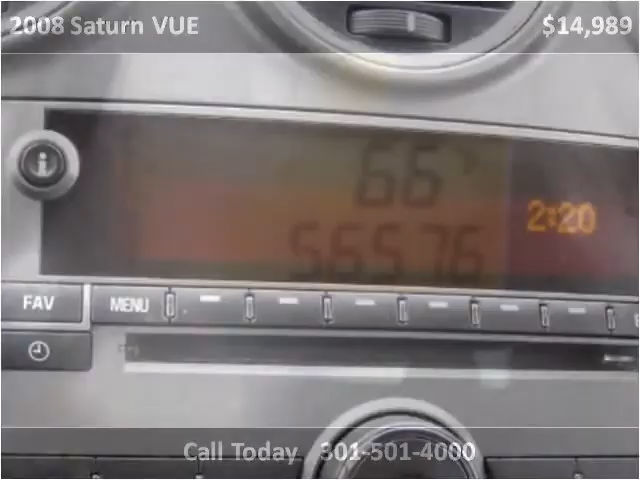 2008 Saturn VUE $14,989
66°
56576
2:20
FAV MENU
Call Today 301-501-4000